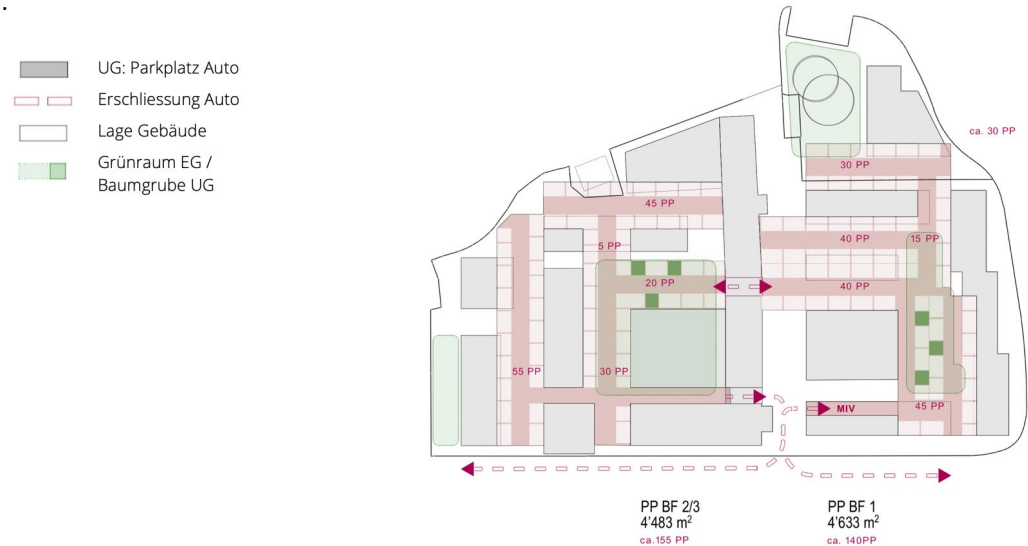 .
UG: Parkplatz Auto
Erschliessung Auto
Lage Gebäude
Grünraum EG /
Baumgrube UG
ca. 30 PP
30 PP
45 PP
5 PP
40 PP
15 PP
20 PP
40 PP
55 PP
30 PP
MIV
45 PP
PP BF 2/3
4'483 m²
ca.155 PP
PP BF 1
4'633 m²
ca. 140PP